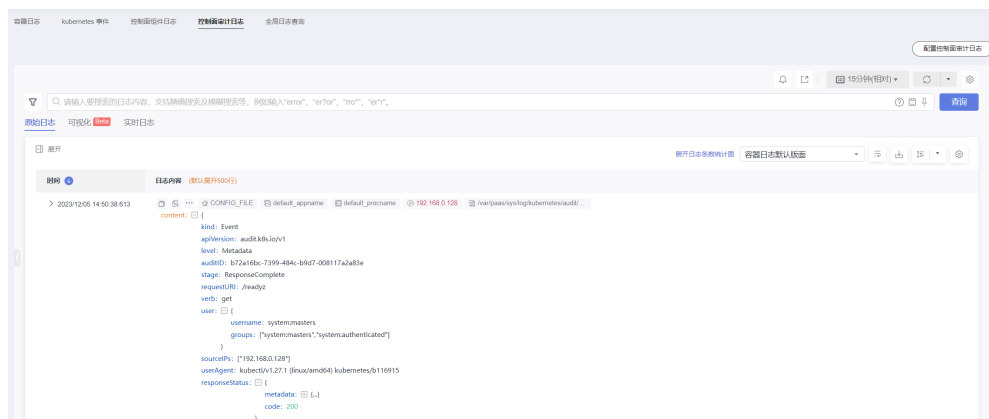 容器日志 kubernetes 事件 控制面组件日志 控制面审计日志 全局日志查询
配置控制面审计日志
15分钟(相对)
请输入要搜索的日志内容，支持精确搜索及模糊搜索等，例如输入"error"、"er?or"、"rro*"、"er*r"。 查询
原始日志 可视化 Beta 实时日志
展开 展开日志条数统计图 容器日志默认版面
时间 日志内容 (默认展开500行)
2023/12/05 14:50:38.613 CONFIG_FILE default_appname default_procname 192.168.0.128 /var/paas/sys/log/kubernetes/audit/...
content: {
kind: Event
apiVersion: audit.k8s.io/v1
level: Metadata
auditID: b72a16bc-7399-484c-b9d7-008117a2a83e
stage: ResponseComplete
requestURI: /readyz
verb: get
user: {
username: system:masters
groups: ["system:masters","system:authenticated"]
}
sourceIPs: ["192.168.0.128"]
userAgent: kubectl/v1.27.1 (linux/amd64) kubernetes/b116915
responseStatus: {
metadata: {...}
code: 200
}